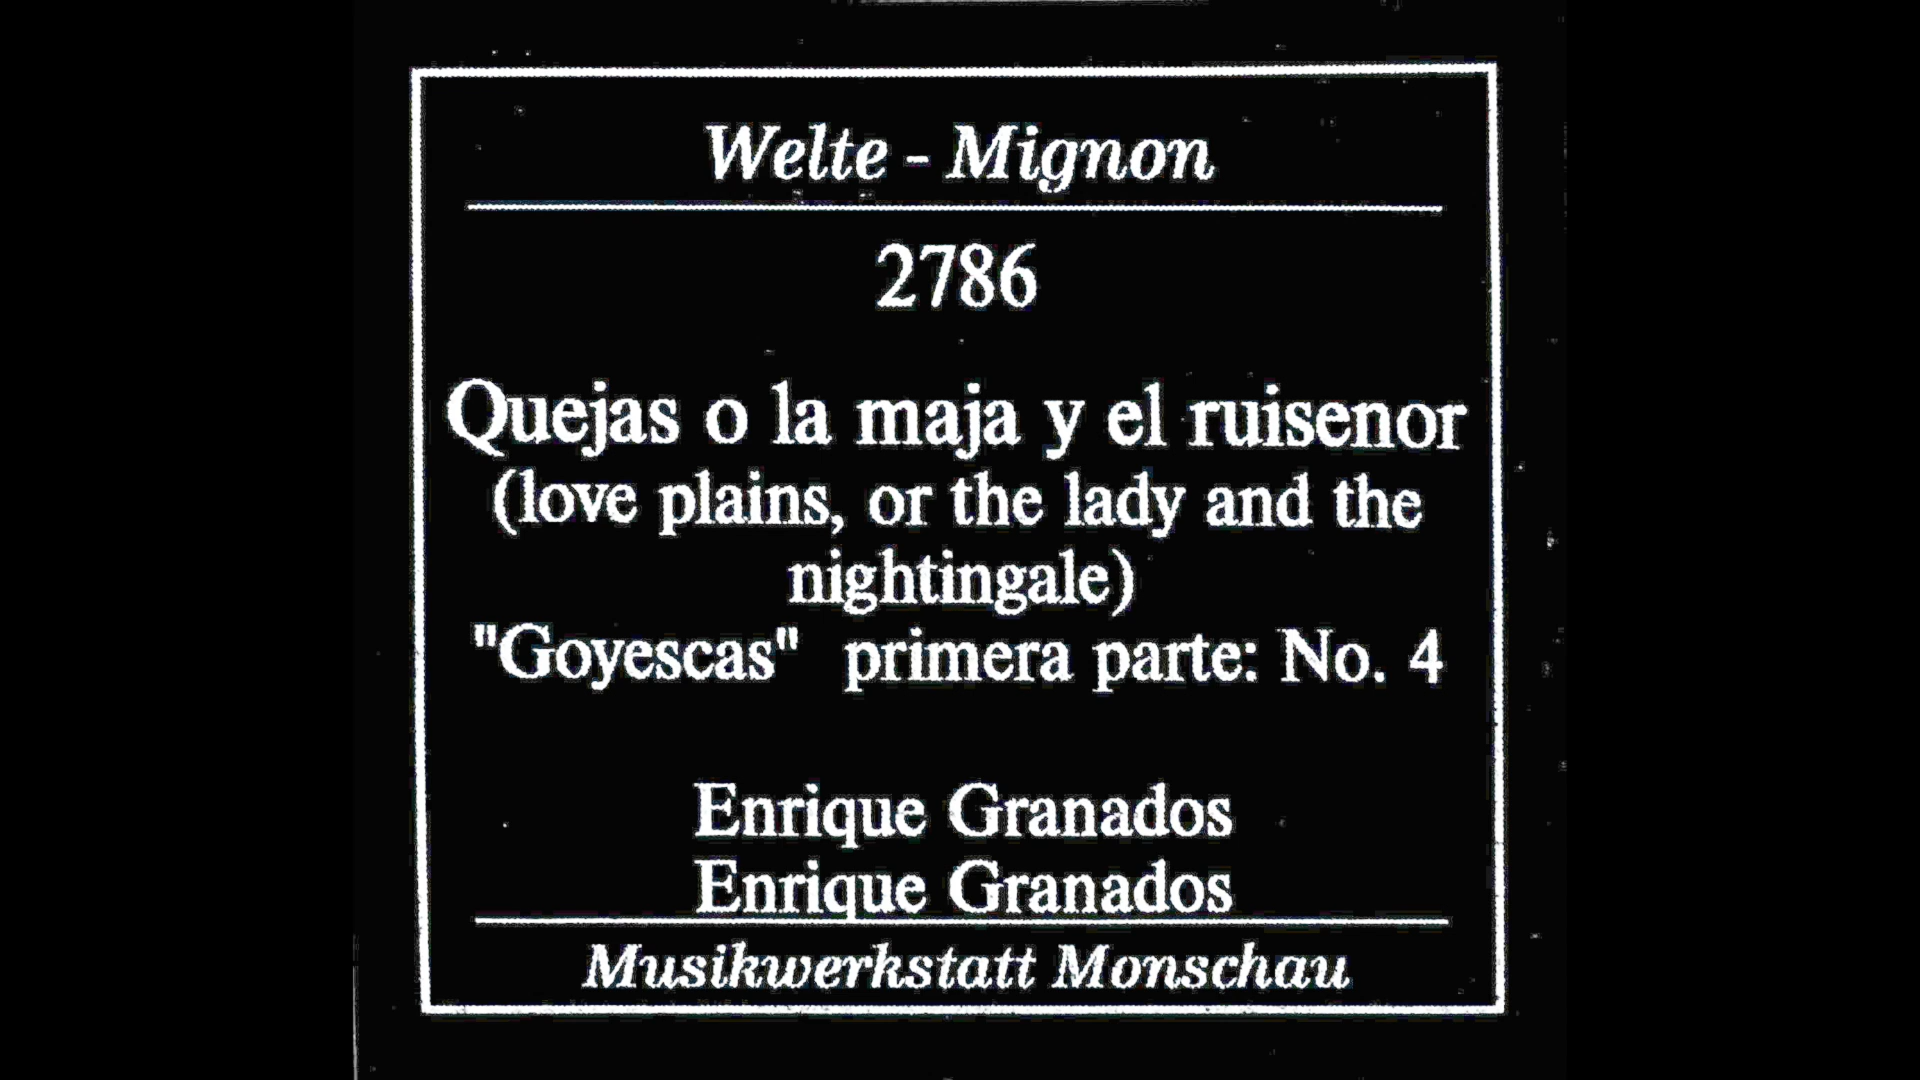 Welte - Mignon
2786
Quejas o la maja y el ruisenor
(love plains, or the lady and the
nightingale)
"Goyescas" primera parte: No. 4
Enrique Granados
Enrique Granados
Musikwerkstatt Monschau